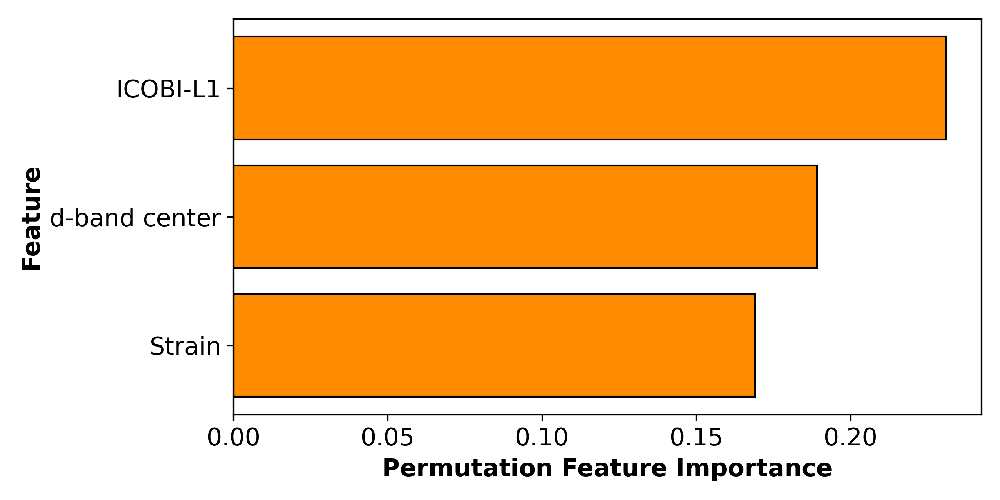 ICOBI-L1
d-band center
Strain
Feature
0.00
0.05
0.10
0.15
0.20
Permutation Feature Importance